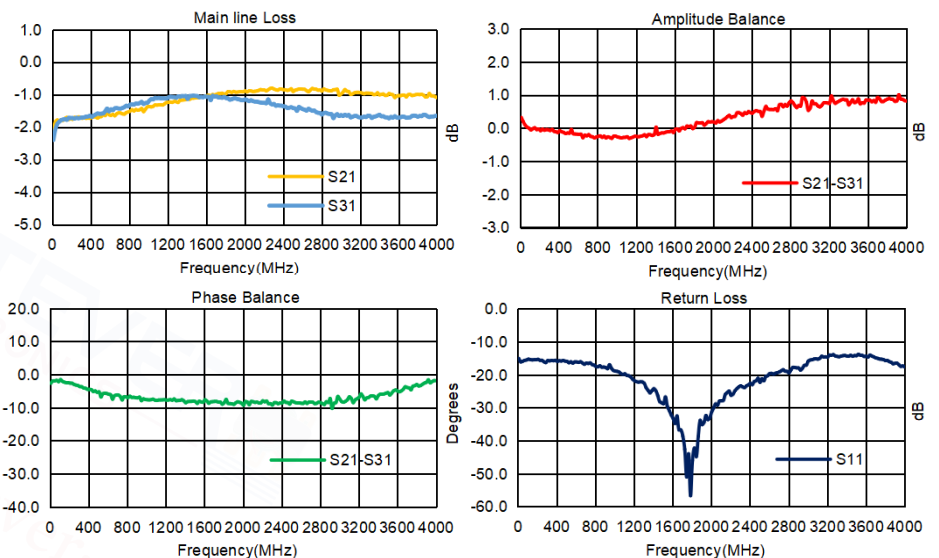 Main line Loss
1.0
0.0
-1.0
-2.0
-3.0
-4.0
-5.0
dB
S21
S31
0 400 800 1200 1600 2000 2400 2800 3200 3600 4000
Frequency(MHz)
Amplitude Balance
3.0
2.0
1.0
0.0
-1.0
-2.0
-3.0
dB
S21-S31
0 400 800 1200 1600 2000 2400 2800 3200 3600 4000
Frequency(MHz)
Phase Balance
20.0
10.0
0.0
-10.0
-20.0
-30.0
-40.0
Degrees
S21-S31
0 400 800 1200 1600 2000 2400 2800 3200 3600 4000
Frequency(MHz)
Return Loss
0.0
-10.0
-20.0
-30.0
-40.0
-50.0
-60.0
dB
S11
0 400 800 1200 1600 2000 2400 2800 3200 3600 4000
Frequency(MHz)